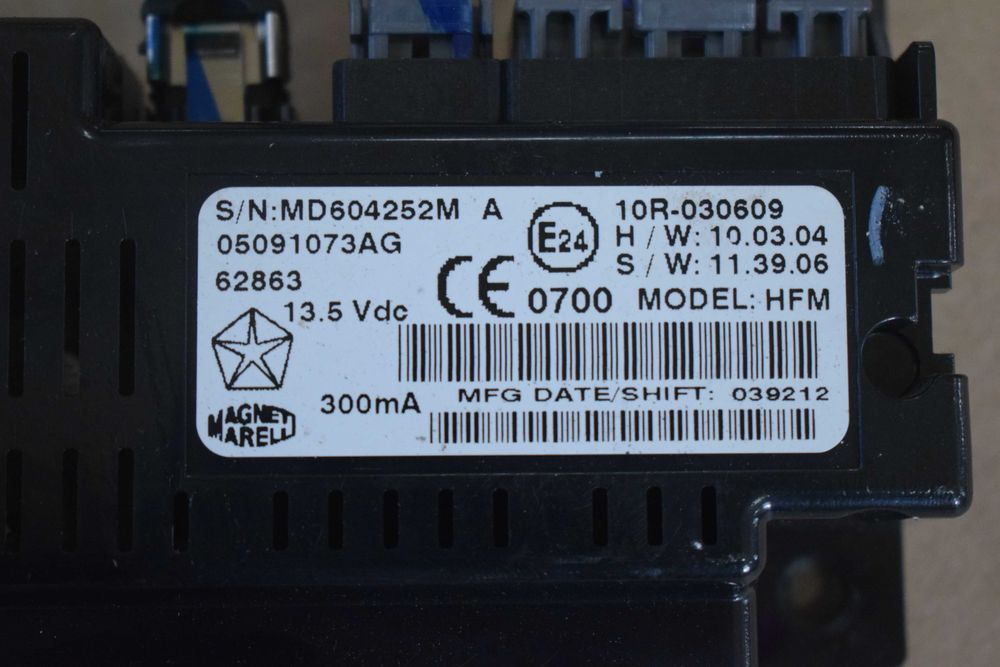 S/N:MD604252M A
05091073AG
62863
13.5 Vdc
E24
10R-030609
H / W: 10.03.04
S / W: 11.39.06
CE 0700 MODEL: HFM
MAGNETI
MARELLI
300mA
MFG DATE/SHIFT: 039212